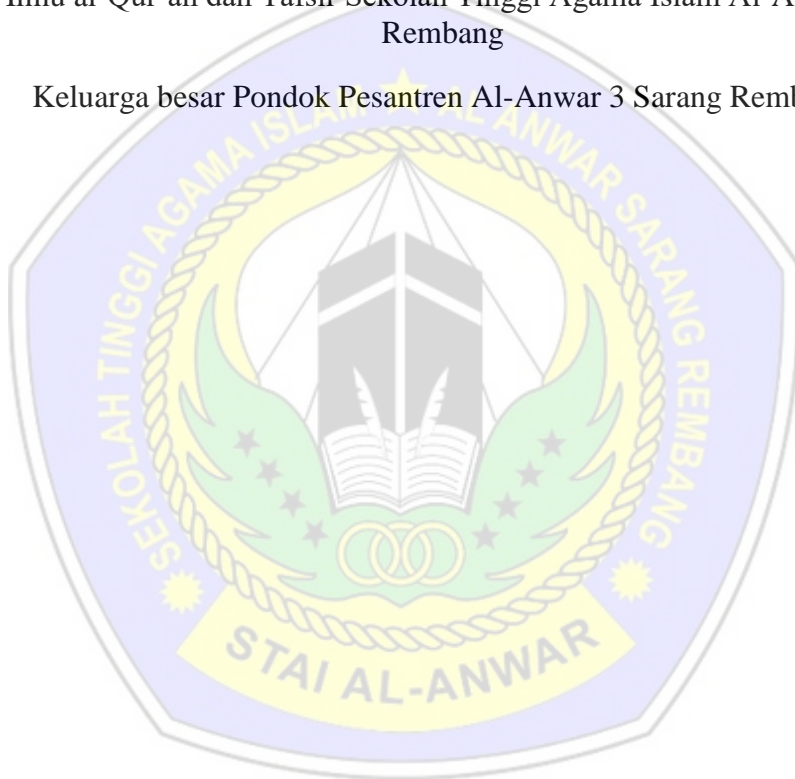 Ilmu al-Qur'an dan Tafsir Sekolah Tinggi Agama Islam Al-A
Rembang
Keluarga besar Pondok Pesantren Al-Anwar 3 Sarang Remb
SEKOLAH TINGGI AGAMA ISLAM AL ANWAR SARANG REMBANG
STAI AL-ANWAR